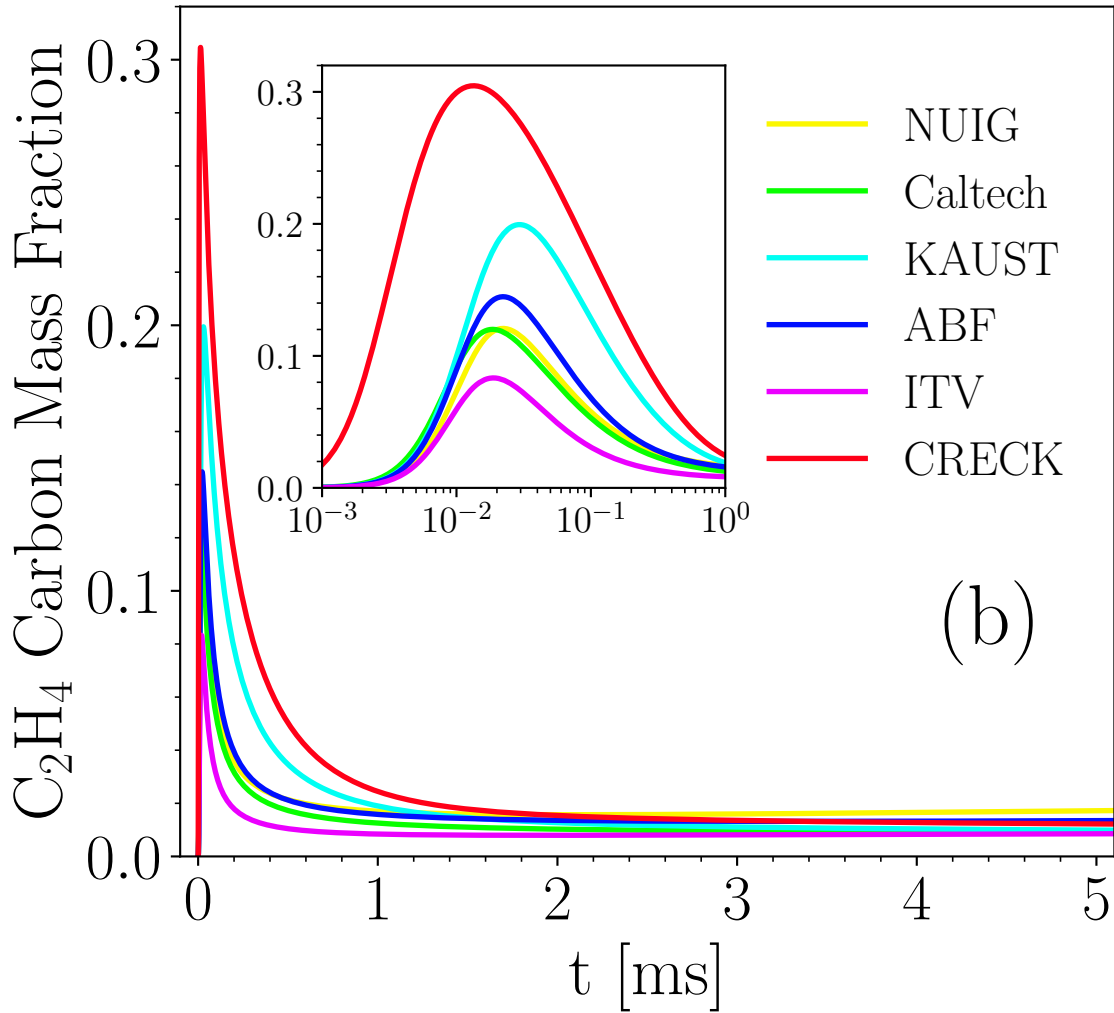 C₂H₄ Carbon Mass Fraction
0.3
0.2
0.1
0.0
0 1 2 3 4 5
t [ms]
0.3
0.2
0.1
0.0
10⁻³ 10⁻² 10⁻¹ 10⁰
NUIG
Caltech
KAUST
ABF
ITV
CRECK
(b)